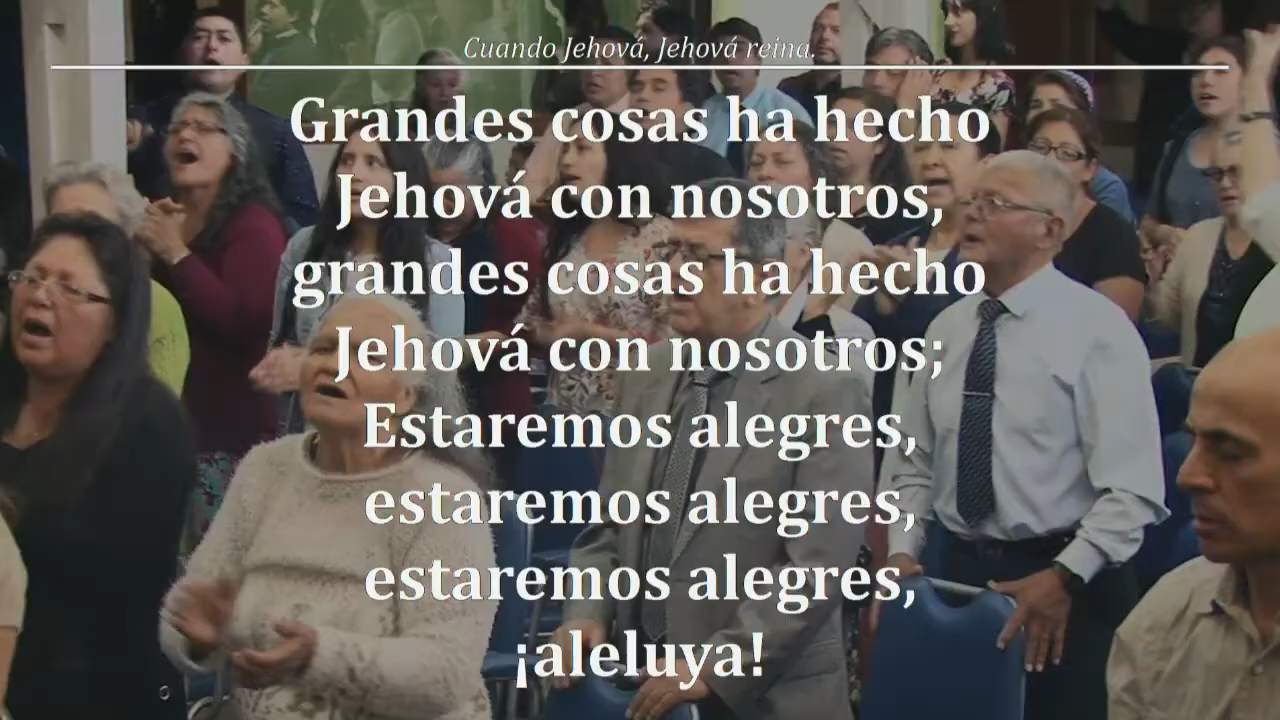 Cuando Jehová, Jehová reina.
Grandes cosas ha hecho
Jehová con nosotros,
grandes cosas ha hecho
Jehová con nosotros;
Estaremos alegres,
estaremos alegres,
estaremos alegres,
¡aleluya!